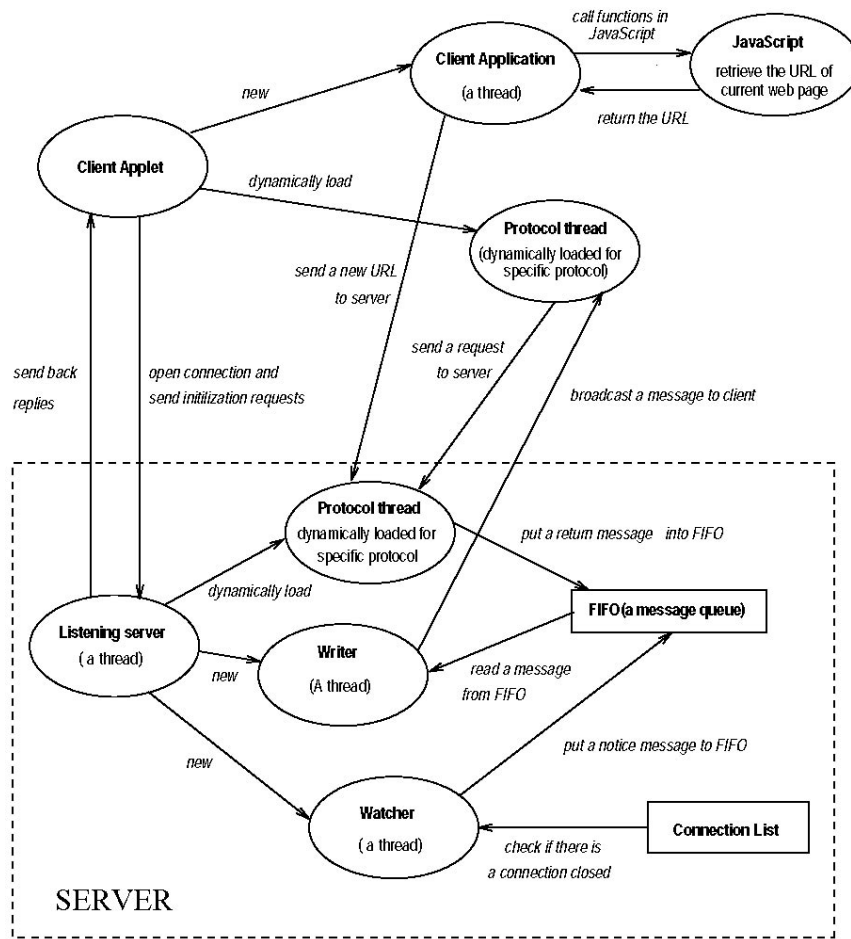 call functions in
JavaScript
JavaScript
retrieve the URL of
current web page
Client Application
(a thread)
new
return the URL
Client Applet
dynamically load
Protocol thread
(dynamically loaded for
specific protocol)
send a new URL
to server
send a request
to server
send back
replies
open connection and
send initilization requests
broadcast a message to client
Protocol thread
dynamically loaded for
specific protocol
put a return message into FIFO
dynamically load
FIFO(a message queue)
Listening server
( a thread)
Writer
(A thread)
new
read a message
from FIFO
put a notice message to FIFO
new
Watcher
( a thread)
Connection List
check if there is
a connection closed
SERVER